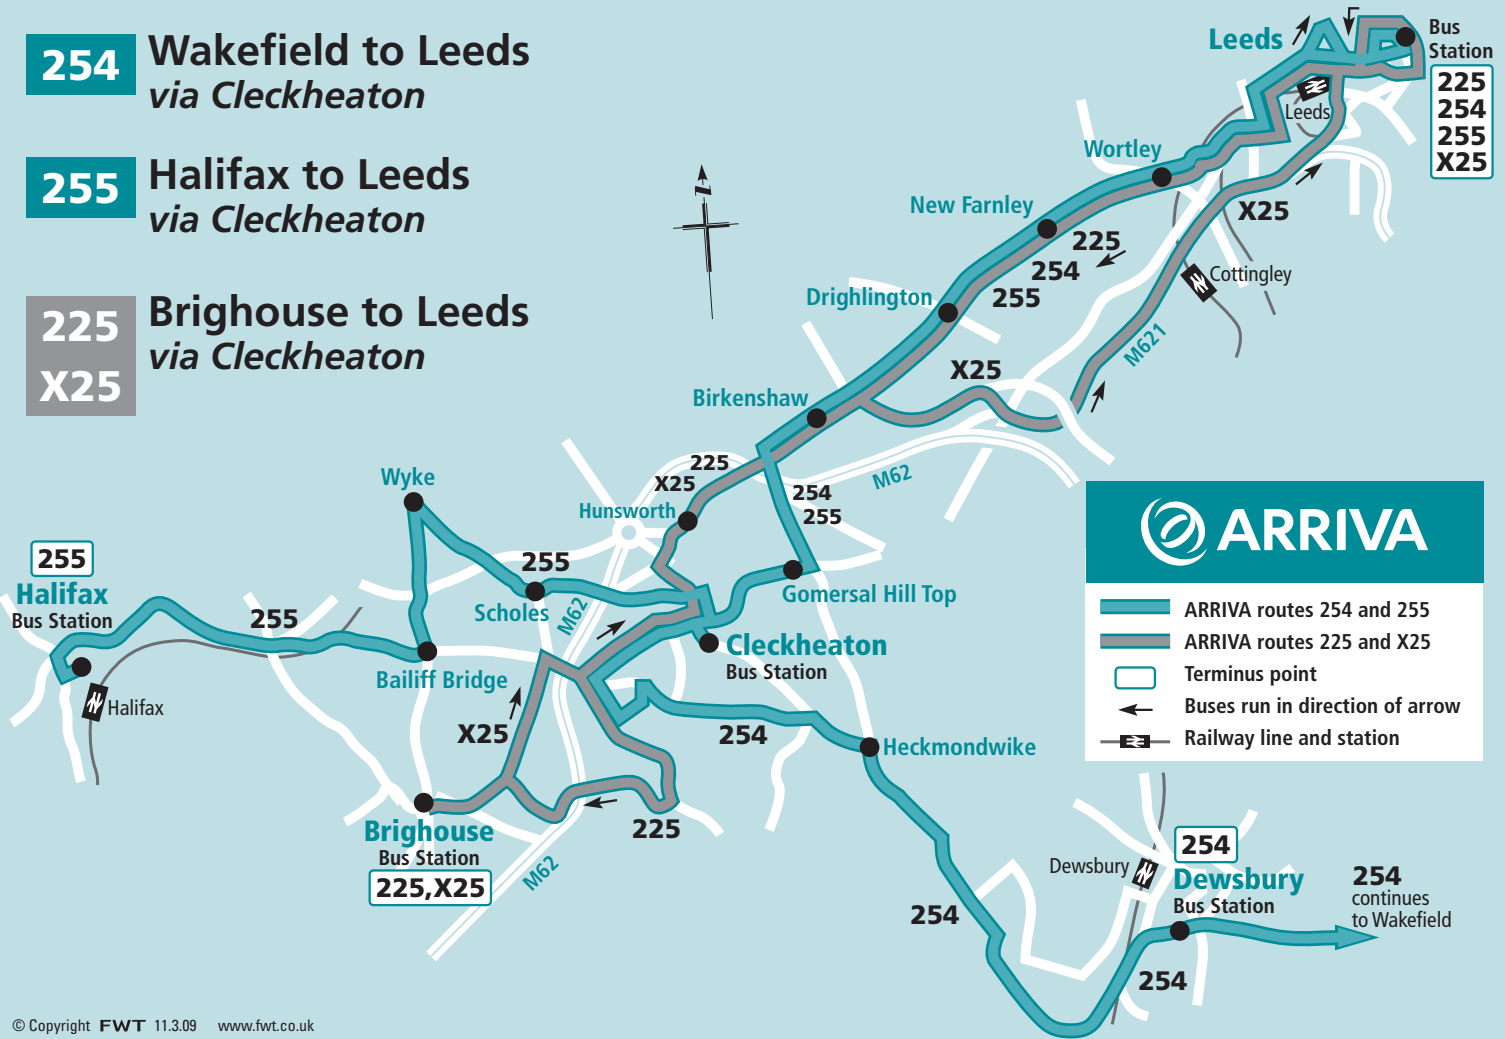 254 Wakefield to Leeds
via Cleckheaton
255 Halifax to Leeds
via Cleckheaton
225 Brighouse to Leeds
X25 via Cleckheaton
N
Leeds
Bus
Station
225
254
255
X25
Leeds
Wortley
X25
New Farnley
225
254
255
Cottingley
Drighlington
M621
X25
Birkenshaw
225
X25
M62
254
255
Wyke
Hunsworth
255
Halifax
Bus Station
255
255
Scholes
M62
Gomersal Hill Top
Cleckheaton
Bus Station
Bailiff Bridge
Halifax
X25
254
Heckmondwike
Brighouse
Bus Station
225,X25
225
M62
254
Dewsbury
254
Dewsbury
Bus Station
254
continues
to Wakefield
254
ARRIVA
ARRIVA routes 254 and 255
ARRIVA routes 225 and X25
Terminus point
Buses run in direction of arrow
Railway line and station
© Copyright FWT 11.3.09 www.fwt.co.uk